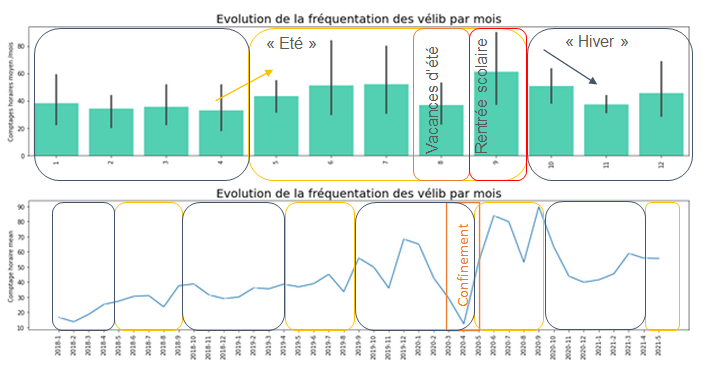 Evolution de la fréquentation des vélib par mois
Comptages horaires moyen /mois
80
60
40
20
0
« Eté »
Vacances d'été
Rentrée scolaire
« Hiver »
1 2 3 4 5 6 7 8 9 10 11 12
Evolution de la fréquentation des vélib par mois
Comptage horaire mean
90
80
70
60
50
40
30
20
10
Confinement
2018-1 2018-2 2018-3 2018-4 2018-5 2018-6 2018-7 2018-8 2018-9 2018-10 2018-11 2018-12 2019-1 2019-2 2019-3 2019-4 2019-5 2019-6 2019-7 2019-8 2019-9 2019-10 2019-11 2019-12 2020-1 2020-2 2020-3 2020-4 2020-5 2020-6 2020-7 2020-8 2020-9 2020-10 2020-11 2020-12 2021-1 2021-2 2021-3 2021-4 2021-5